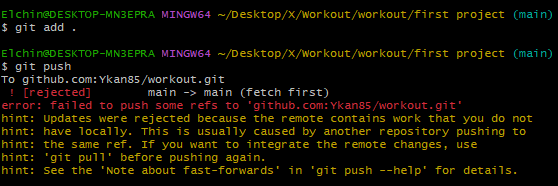 Elchin@DESKTOP-MN3EPRA MINGW64 ~/Desktop/X/Workout/workout/first project (main)
$ git add .
Elchin@DESKTOP-MN3EPRA MINGW64 ~/Desktop/X/Workout/workout/first project (main)
$ git push
To github.com:Ykan85/workout.git
! [rejected] main -> main (fetch first)
error: failed to push some refs to 'github.com:Ykan85/workout.git'
hint: Updates were rejected because the remote contains work that you do not
hint: have locally. This is usually caused by another repository pushing to
hint: the same ref. If you want to integrate the remote changes, use
hint: 'git pull' before pushing again.
hint: See the 'Note about fast-forwards' in 'git push --help' for details.